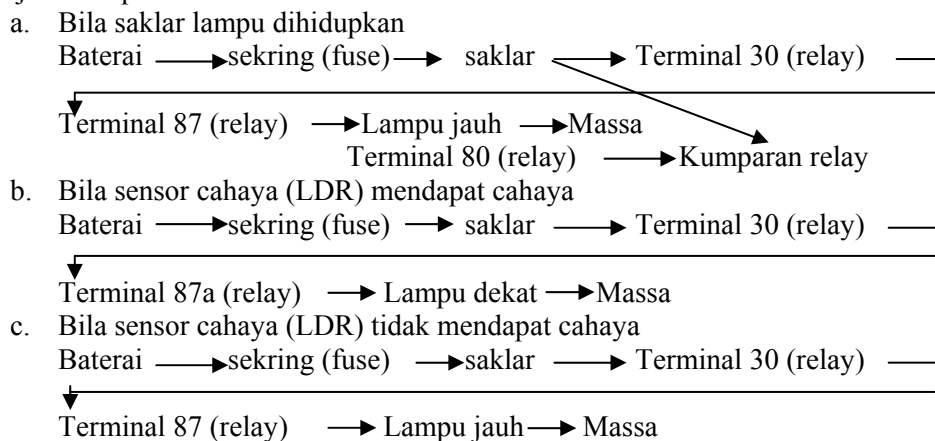 a. Bila saklar lampu dihidupkan
Baterai → sekring (fuse) → saklar → Terminal 30 (relay)
Terminal 87 (relay) → Lampu jauh → Massa
Terminal 80 (relay) → Kumparan relay
b. Bila sensor cahaya (LDR) mendapat cahaya
Baterai → sekring (fuse) → saklar → Terminal 30 (relay)
Terminal 87a (relay) → Lampu dekat → Massa
c. Bila sensor cahaya (LDR) tidak mendapat cahaya
Baterai → sekring (fuse) → saklar → Terminal 30 (relay)
Terminal 87 (relay) → Lampu jauh → Massa